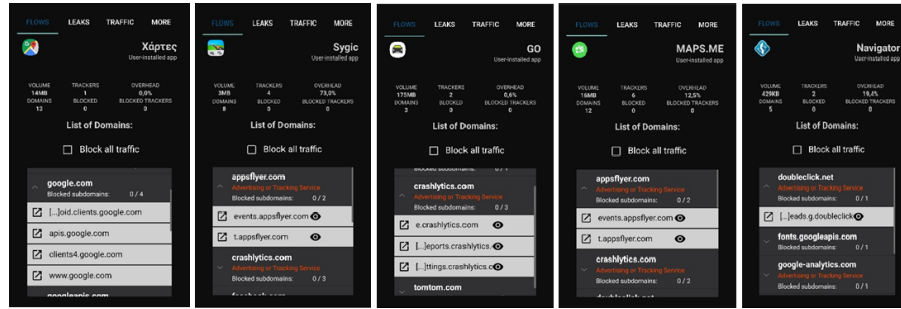 FLOWS LEAKS TRAFFIC MORE
Χάρτες
User-installed app
VOLUME TRACKERS OVERHEAD
14MB 1 0,0%
DOMAINS BLOCKED BLOCKED TRACKERS
13 0 0
List of Domains:
Block all traffic
google.com
Blocked subdomains: 0 / 4
[...]oid.clients.google.com
apis.google.com
clients4.google.com
www.google.com
googleapis.com
FLOWS LEAKS TRAFFIC MORE
Sygic
User-installed app
VOLUME TRACKERS OVERHEAD
3MB 4 73,0%
DOMAINS BLOCKED BLOCKED TRACKERS
8 0 0
List of Domains:
Block all traffic
appsflyer.com
Advertising or Tracking Service
Blocked subdomains: 0 / 2
events.appsflyer.com
t.appsflyer.com
crashlytics.com
Advertising or Tracking Service
Blocked subdomains: 0 / 3
facebook.com
FLOWS LEAKS TRAFFIC MORE
GO
User-installed app
VOLUME TRACKERS OVERHEAD
175MB 2 0,6%
DOMAINS BLOCKED BLOCKED TRACKERS
3 0 0
List of Domains:
Block all traffic
Blocked subdomains: 0 / 1
crashlytics.com
Advertising or Tracking Service
Blocked subdomains: 0 / 3
e.crashlytics.com
[...]eports.crashlytics.
[...]ttings.crashlytics.c
tomtom.com
FLOWS LEAKS TRAFFIC MORE
MAPS.ME
User-installed app
VOLUME TRACKERS OVERHEAD
16MB 6 12,5%
DOMAINS BLOCKED BLOCKED TRACKERS
12 0 0
List of Domains:
Block all traffic
appsflyer.com
Advertising or Tracking Service
Blocked subdomains: 0 / 2
events.appsflyer.com
t.appsflyer.com
crashlytics.com
Advertising or Tracking Service
Blocked subdomains: 0 / 2
doubleclick.net
FLOWS LEAKS TRAFFIC MORE
Navigator
User-installed app
VOLUME TRACKERS OVERHEAD
429KB 2 19,4%
DOMAINS BLOCKED BLOCKED TRACKERS
5 0 0
List of Domains:
Block all traffic
doubleclick.net
Advertising or Tracking Service
Blocked subdomains: 0 / 1
[...]eads.g.doubleclick
fonts.googleapis.com
Blocked subdomains: 0 / 1
google-analytics.com
Advertising or Tracking Service
Blocked subdomains: 0 / 1